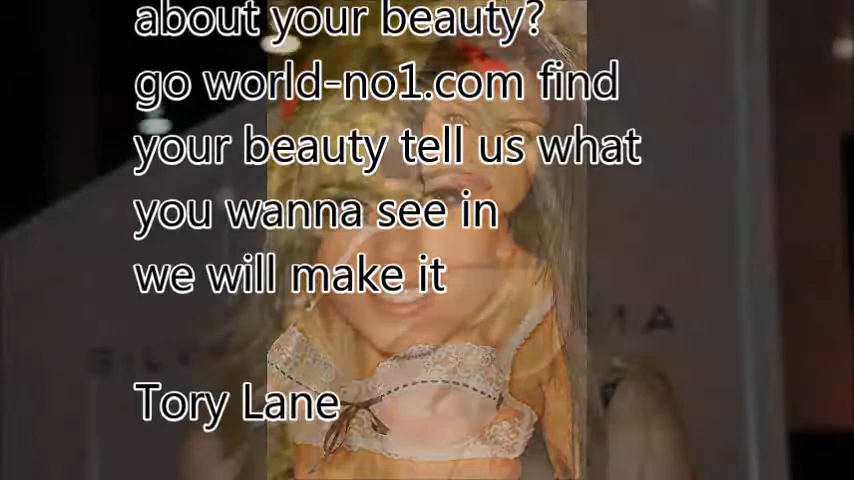 about your beauty?
go world-no1.com find
your beauty tell us what
you wanna see in
we will make it
Tory Lane